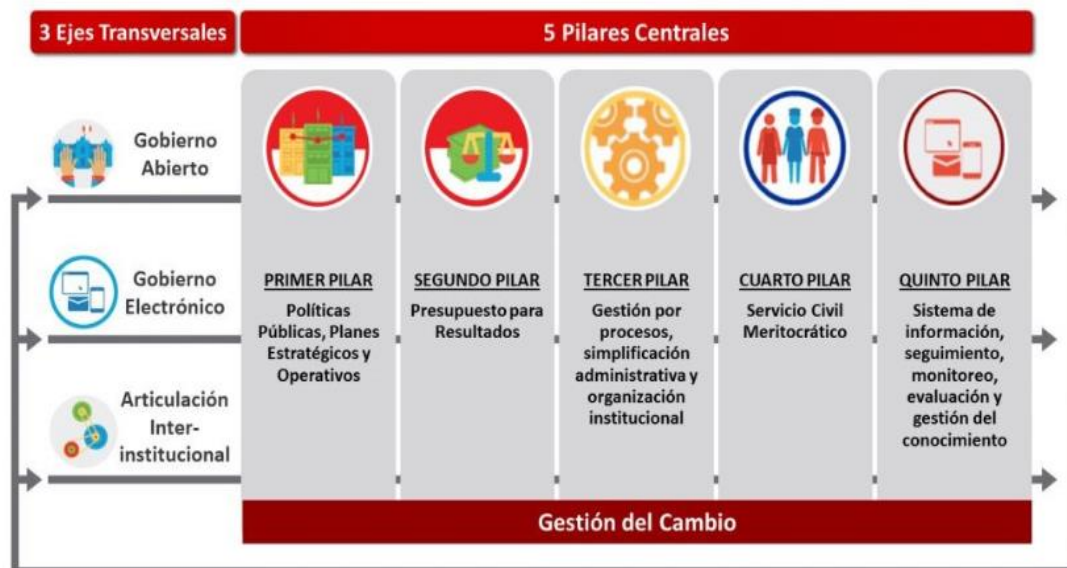 3 Ejes Transversales
5 Pilares Centrales
Gobierno
Abierto
Gobierno
Electrónico
Articulación
Inter-
institucional
PRIMER PILAR
Políticas
Públicas, Planes
Estratégicos y
Operativos
SEGUNDO PILAR
Presupuesto para
Resultados
TERCER PILAR
Gestión por
procesos,
simplificación
administrativa y
organización
institucional
CUARTO PILAR
Servicio Civil
Meritocrático
QUINTO PILAR
Sistema de
información,
seguimiento,
monitoreo,
evaluación y
gestión del
conocimiento
Gestión del Cambio